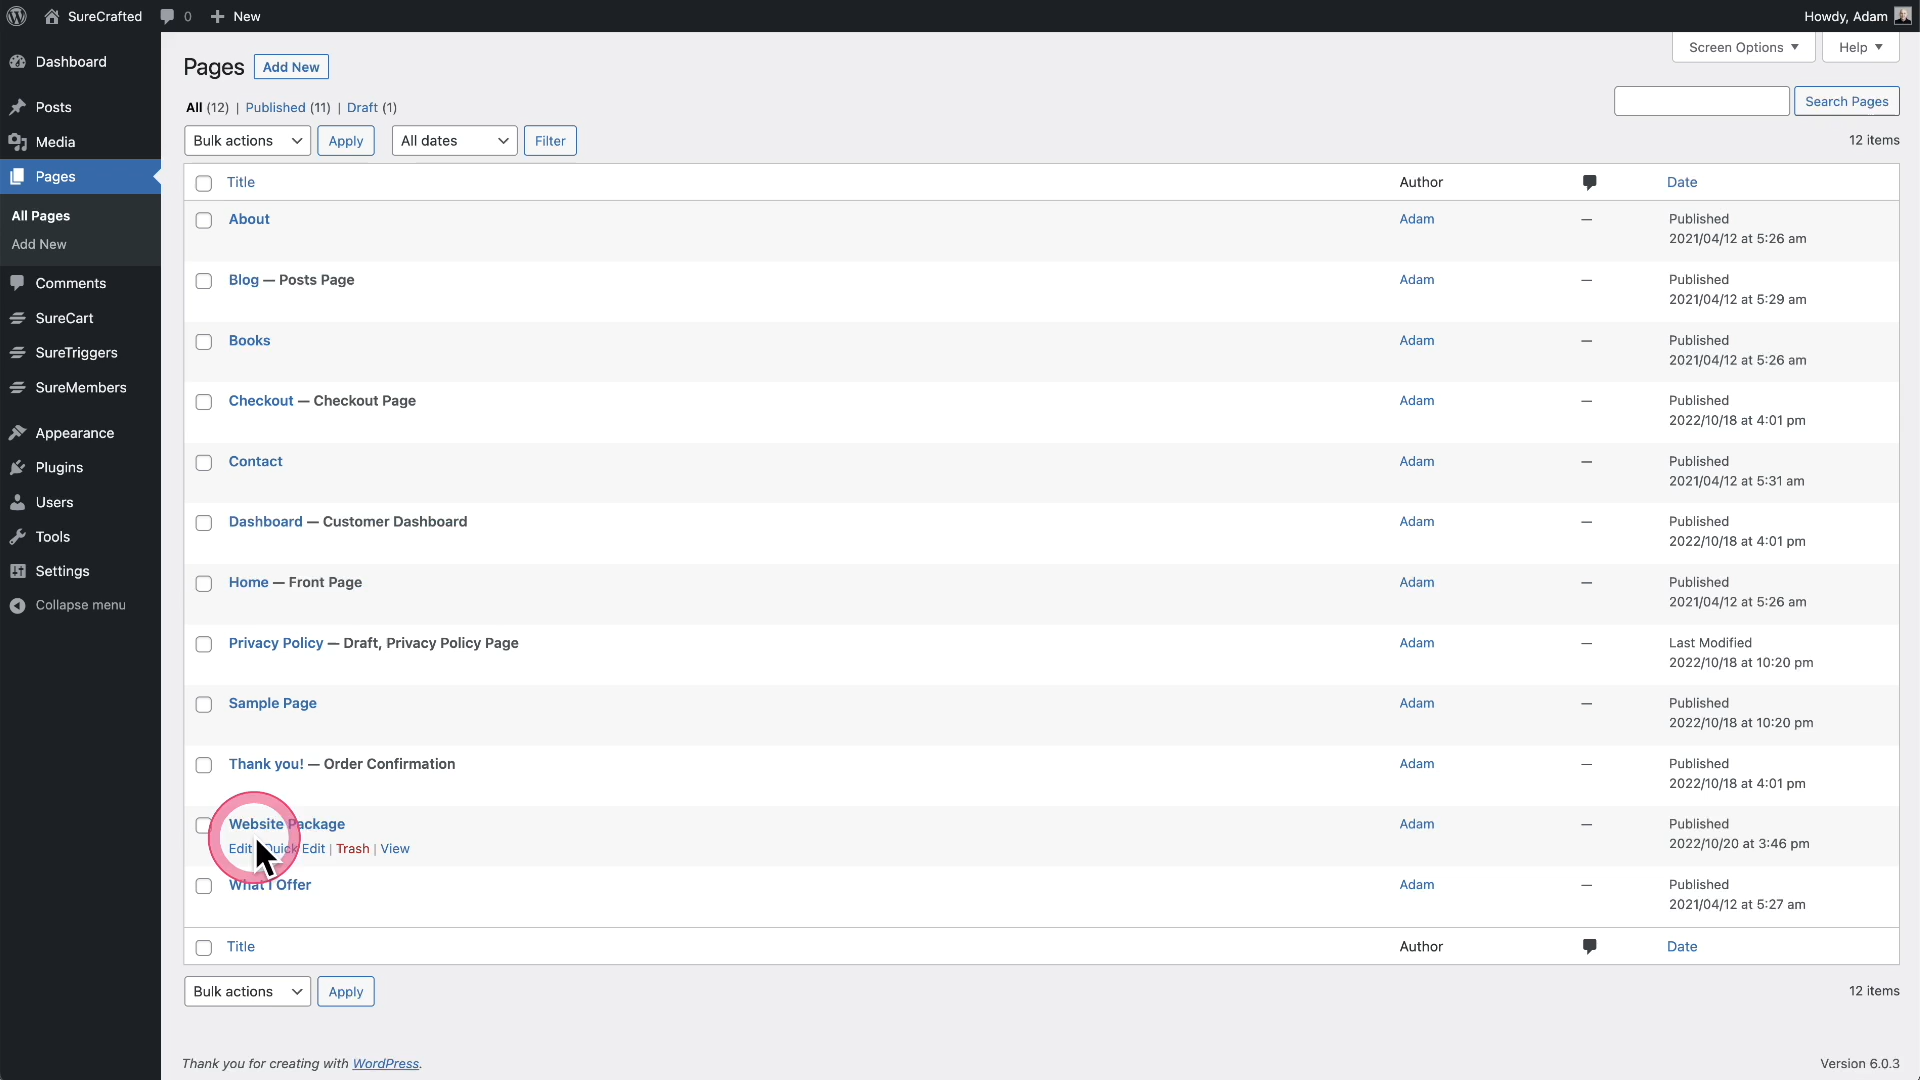 SureCrafted 0 New Howdy, Adam
Screen Options Help
Dashboard
Posts
Media
Pages
All Pages
Add New
Comments
SureCart
SureTriggers
SureMembers
Appearance
Plugins
Users
Tools
Settings
Collapse menu
Pages Add New
All (12) | Published (11) | Draft (1)
Search Pages
Bulk actions Apply All dates Filter 12 items
Title Author Date
About Adam — Published
2021/04/12 at 5:26 am
Blog — Posts Page Adam — Published
2021/04/12 at 5:29 am
Books Adam — Published
2021/04/12 at 5:26 am
Checkout — Checkout Page Adam — Published
2022/10/18 at 4:01 pm
Contact Adam — Published
2021/04/12 at 5:31 am
Dashboard — Customer Dashboard Adam — Published
2022/10/18 at 4:01 pm
Home — Front Page Adam — Published
2021/04/12 at 5:26 am
Privacy Policy — Draft, Privacy Policy Page Adam — Last Modified
2022/10/18 at 10:20 pm
Sample Page Adam — Published
2022/10/18 at 10:20 pm
Thank you! — Order Confirmation Adam — Published
2022/10/18 at 4:01 pm
Website Package Adam — Published
Edit Quick Edit | Trash | View 2022/10/20 at 3:46 pm
What I Offer Adam — Published
2021/04/12 at 5:27 am
Title Author Date
Bulk actions Apply 12 items
Thank you for creating with WordPress. Version 6.0.3